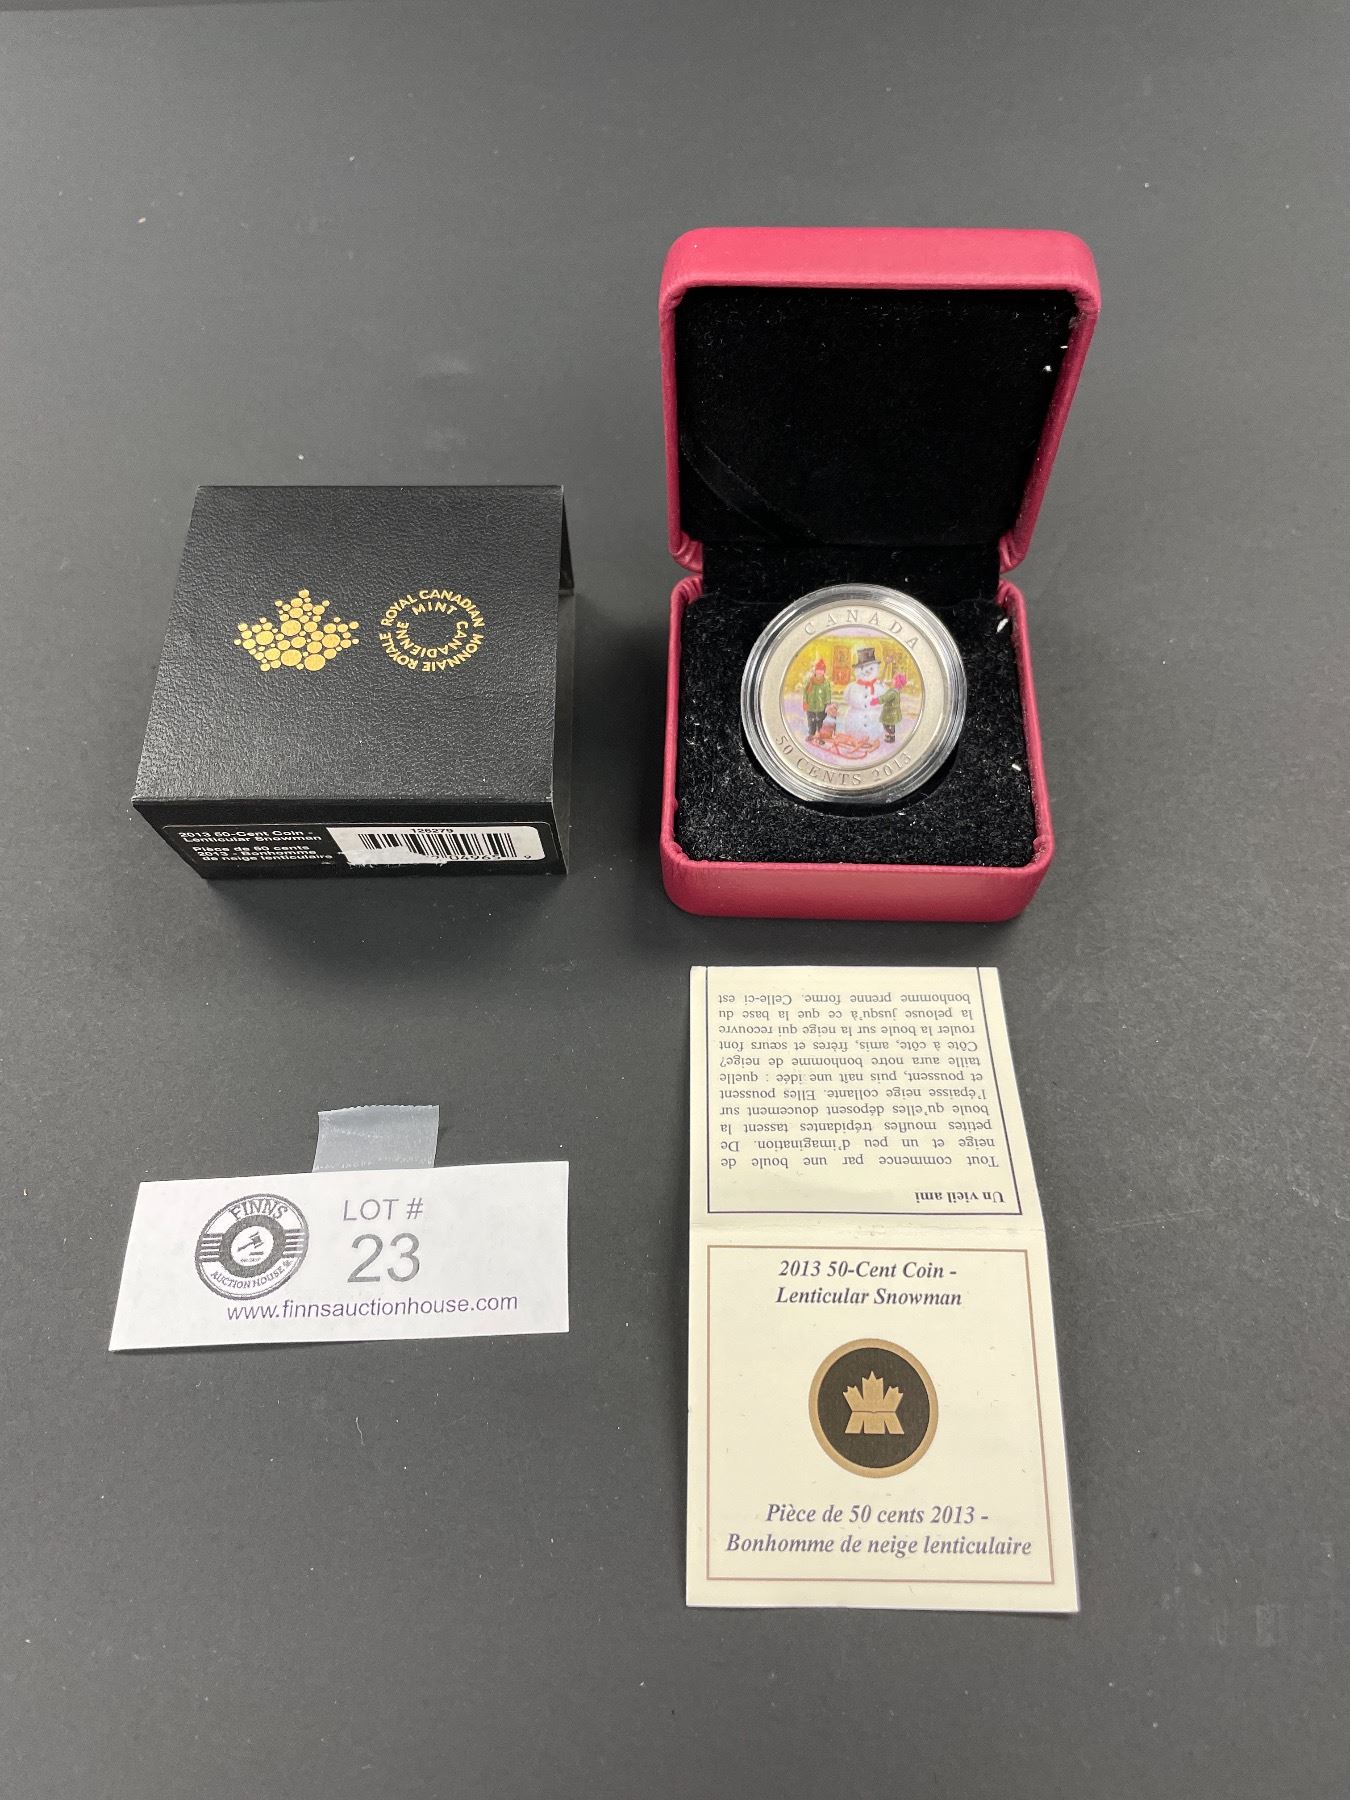 ROYAL CANADIAN MINT
MONNAIE ROYALE CANADIENNE
2013 50-Cent Coin -
Lenticular Snowman
Pièce de 50 cents
2013 - Bonhomme
de neige lenticulaire
126279
9
CANADA
50 CENTS 2013
FINNS
AUCTION HOUSE
LOT #
23
www.finnsauctionhouse.com
Un vieil ami
Tout commence par une boule de
neige et un peu d'imagination. De
petites moufles trépidantes tassent la
boule qu'elles déposent doucement sur
l'épaisse neige collante. Elles poussent
et poussent, puis naît une idée : quelle
taille aura notre bonhomme de neige?
Côte à côte, amis, frères et sœurs font
rouler la boule sur la neige qui recouvre
la pelouse jusqu'à ce que la base du
bonhomme prenne forme. Celle-ci est
2013 50-Cent Coin -
Lenticular Snowman
Pièce de 50 cents 2013 -
Bonhomme de neige lenticulaire